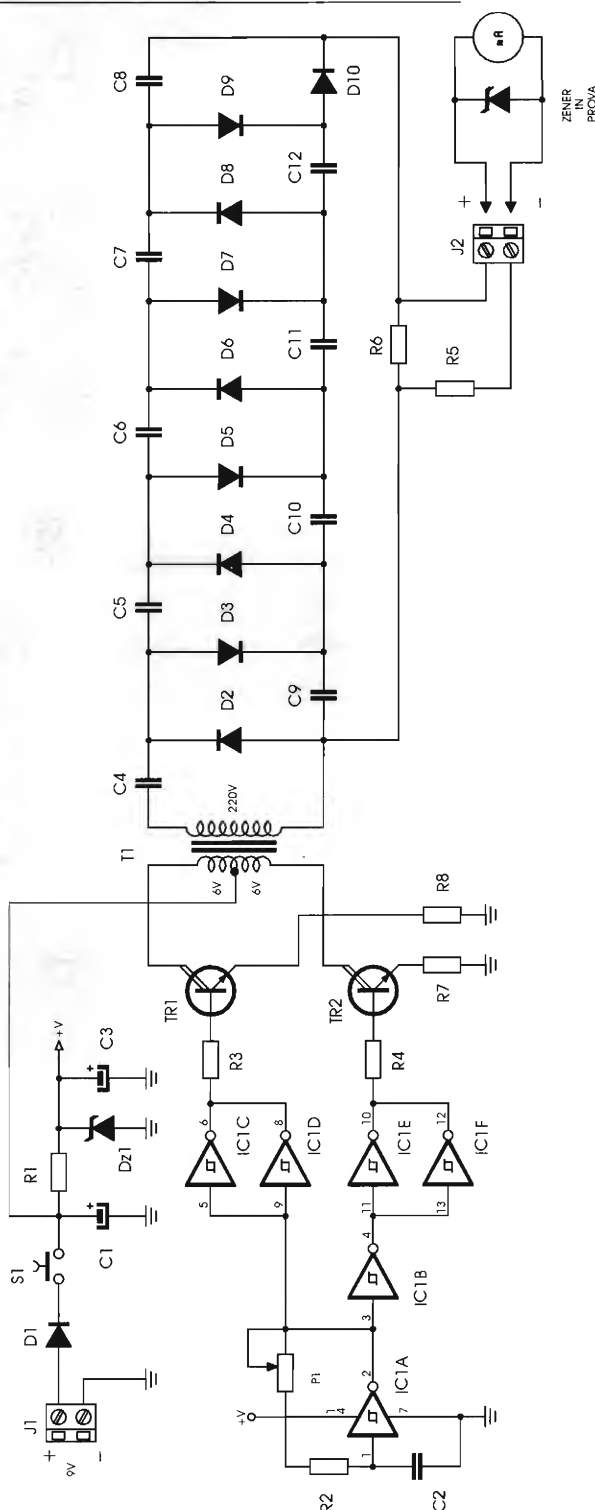 C8
D9
D10
D8
C12
C7
D7
D6
C11
C6
D5
D4
C10
C5
D3
D2
C9
C4
mA
ZENER
IN
PROVA
+
-
J2
R6
R5
T1
220V
6V
6V
R8
R7
TR1
TR2
R3
R4
+V
C3
R1
Dz1
S1
C1
D1
J1
+
9V
-
6
8
IC1C
IC1D
5
9
10
12
IC1E
IC1F
11
13
4
IC1B
3
P1
2
IC1A
+V
14
7
1
R2
C2
+
+